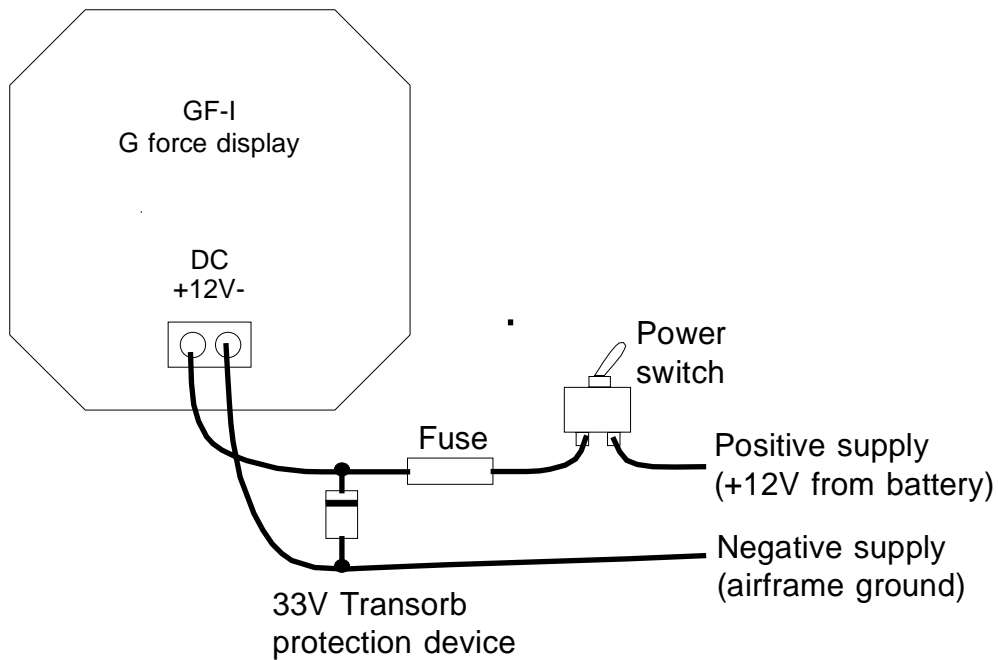 GF-I
G force display
DC
+12V-
Power
switch
Fuse
Positive supply
(+12V from battery)
Negative supply
(airframe ground)
33V Transorb
protection device